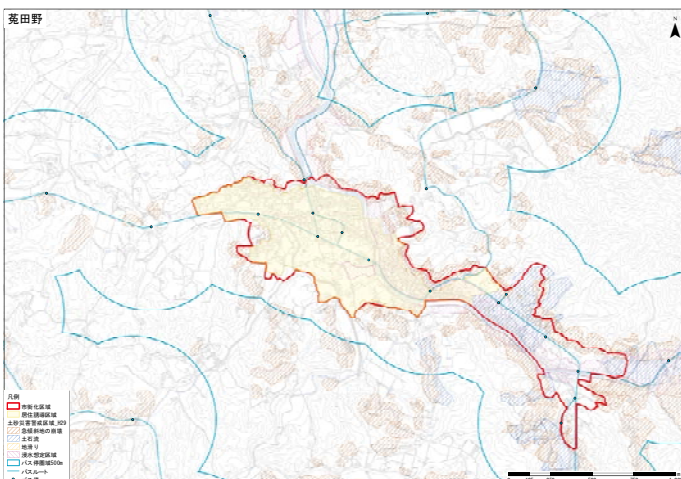 菟田野
N
凡例
市街化区域
居住誘導区域
土砂災害警戒区域_H29
急傾斜地の崩壊
土石流
地滑り
浸水想定区域
バス停圏域500m
バスルート
バス停